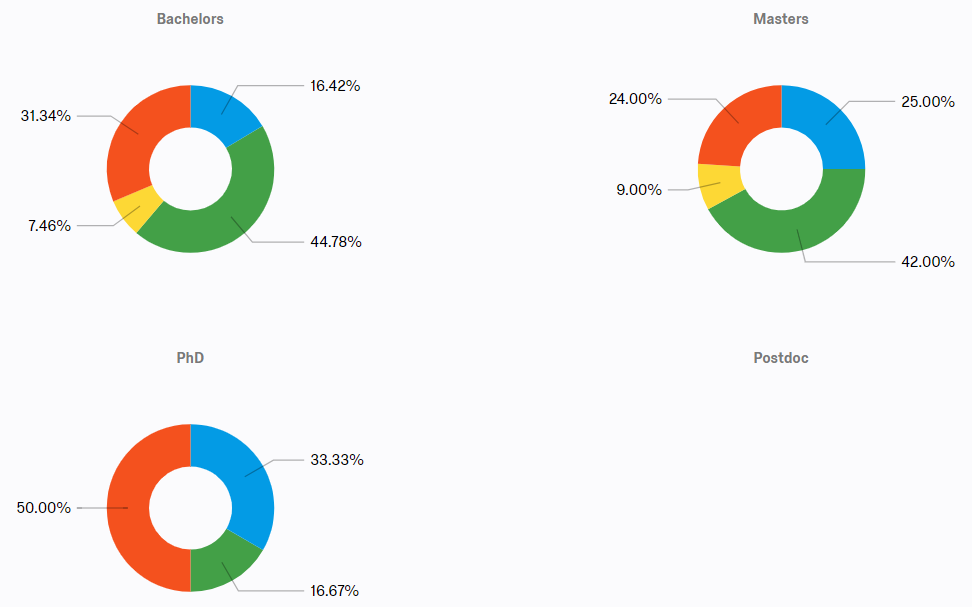 Bachelors
16.42%
31.34%
7.46%
44.78%
Masters
24.00%
25.00%
9.00%
42.00%
PhD
33.33%
50.00%
16.67%
Postdoc